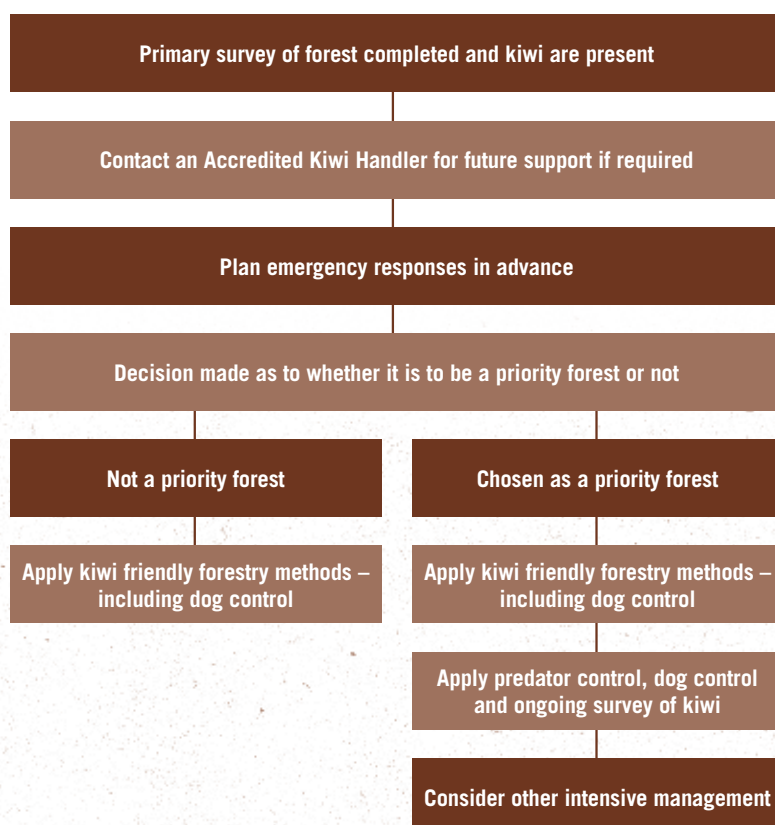 Primary survey of forest completed and kiwi are present
Contact an Accredited Kiwi Handler for future support if required
Plan emergency responses in advance
Decision made as to whether it is to be a priority forest or not
Not a priority forest
Apply kiwi friendly forestry methods –
including dog control
Chosen as a priority forest
Apply kiwi friendly forestry methods –
including dog control
Apply predator control, dog control
and ongoing survey of kiwi
Consider other intensive management